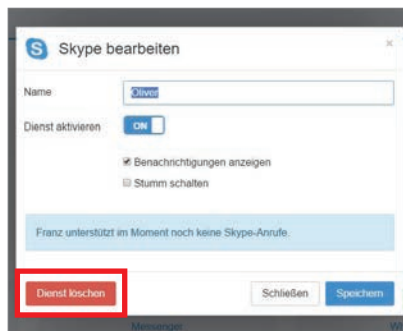 Skype bearbeiten
×
Name
Oliver
Dienst aktivieren
ON
Benachrichtigungen anzeigen
Stumm schalten
Franz unterstützt im Moment noch keine Skype-Anrufe.
Dienst löschen
Schließen
Speichern
Messenger